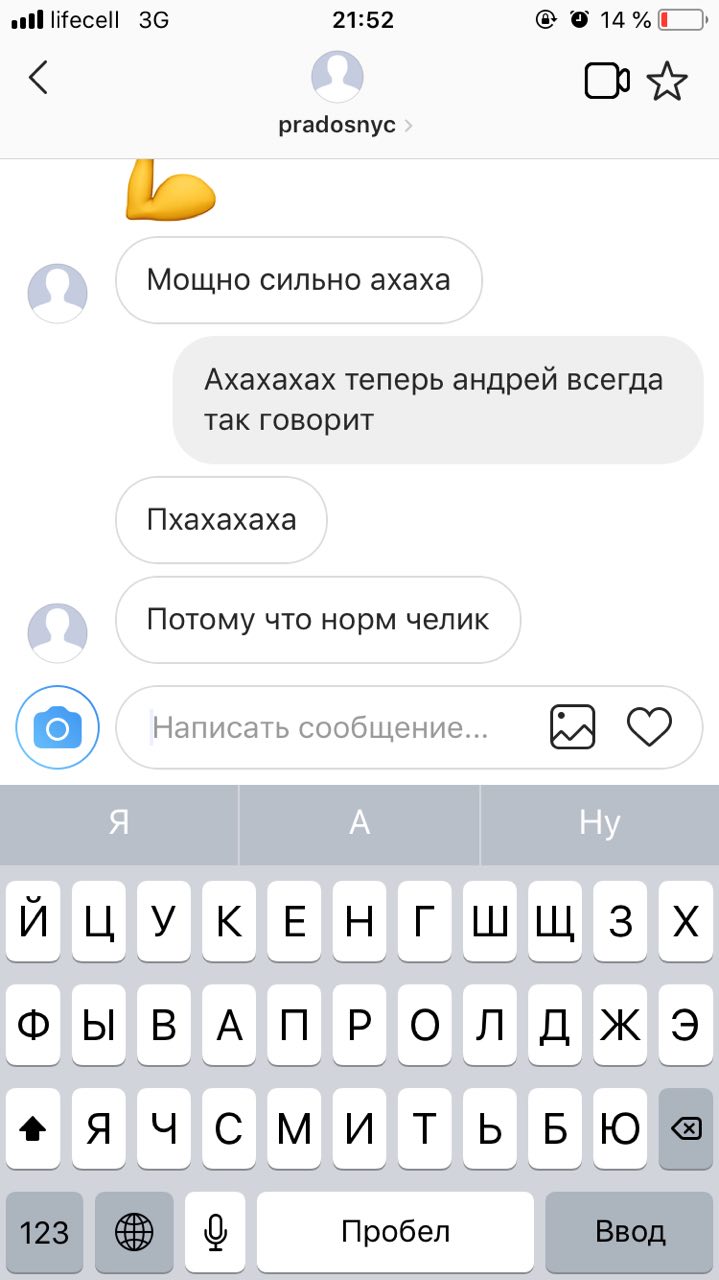 lifecell 3G 21:52 14 %
pradosnyc
Мощно сильно ахаха
Ахахахах теперь андрей всегда
так говорит
Пхахахаха
Потому что норм челик
Написать сообщение...
Я А Ну
Й Ц У К Е Н Г Ш Щ З Х
Ф Ы В А П Р О Л Д Ж Э
Я Ч С М И Т Ь Б Ю
123 Пробел Ввод